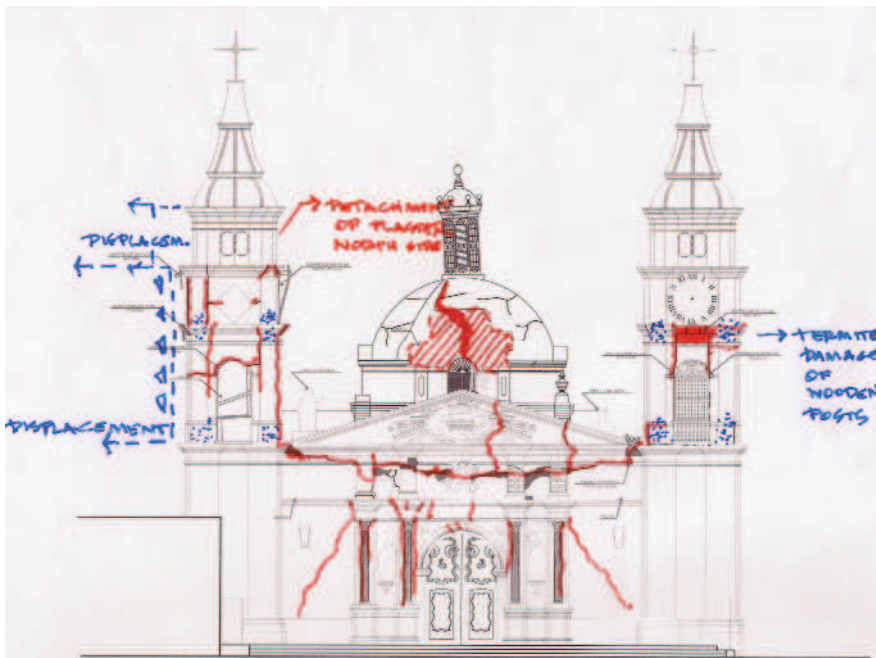 DETACHMENT
OF PLASTER
NORTH SIDE
DISPLACEM.
DISPLACEMENT
TERMITE
DAMAGE
OF
WOODEN
POSTS